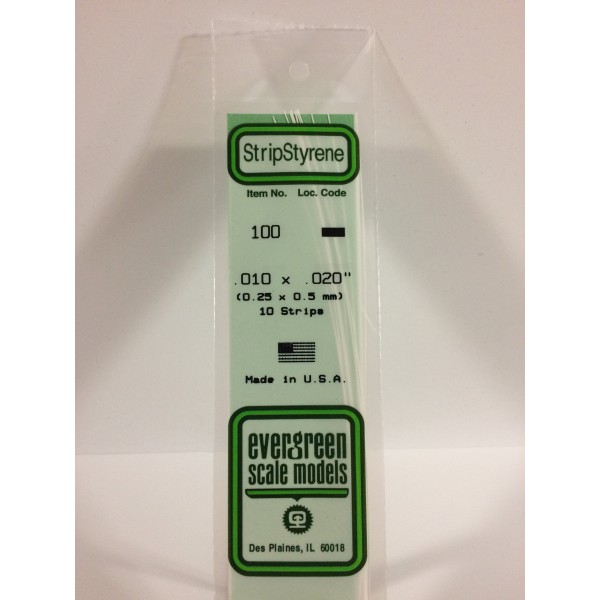 StripStyrene
Item No. Loc. Code
100
.010 x .020"
(0.25 x 0.5 mm)
10 Strips
Made in U.S.A.
evergreen
scale models
Des Plaines, IL 60018